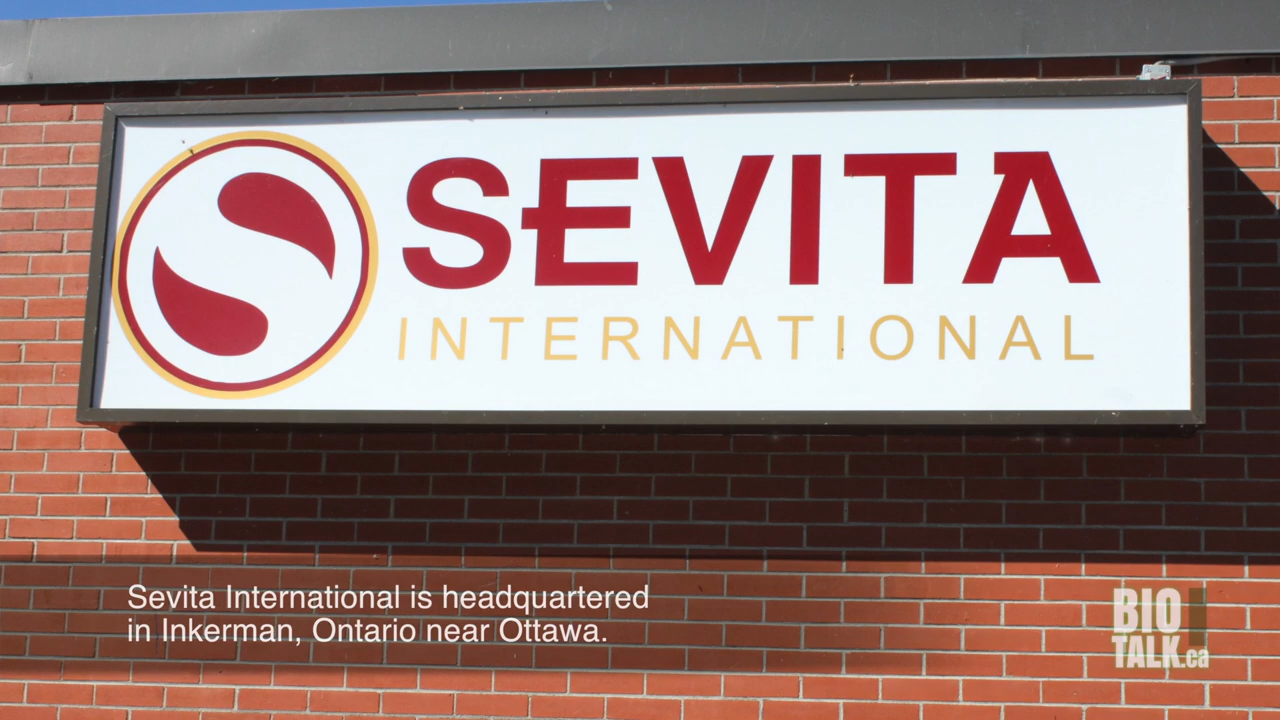 SEVITA
INTERNATIONAL
Sevita International is headquartered
in Inkerman, Ontario near Ottawa.
BIO
TALK.ca